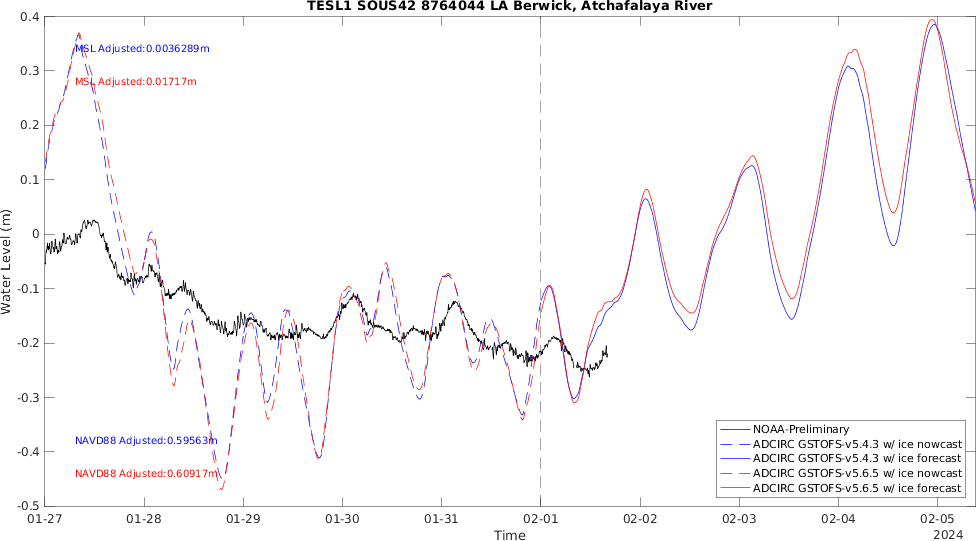 TESL1 SOUS42 8764044 LA Berwick, Atchafalaya River
Water Level (m)
0.4
0.3
0.2
0.1
0
-0.1
-0.2
-0.3
-0.4
-0.5
MSL Adjusted:0.0036289m
MSL Adjusted:0.01717m
NAVD88 Adjusted:0.59563m
NAVD88 Adjusted:0.60917m
NOAA-Preliminary
ADCIRC GSTOFS-v5.4.3 w/ ice nowcast
ADCIRC GSTOFS-v5.4.3 w/ ice forecast
ADCIRC GSTOFS-v5.6.5 w/ ice nowcast
ADCIRC GSTOFS-v5.6.5 w/ ice forecast
01-27 01-28 01-29 01-30 01-31 02-01 02-02 02-03 02-04 02-05
Time
2024